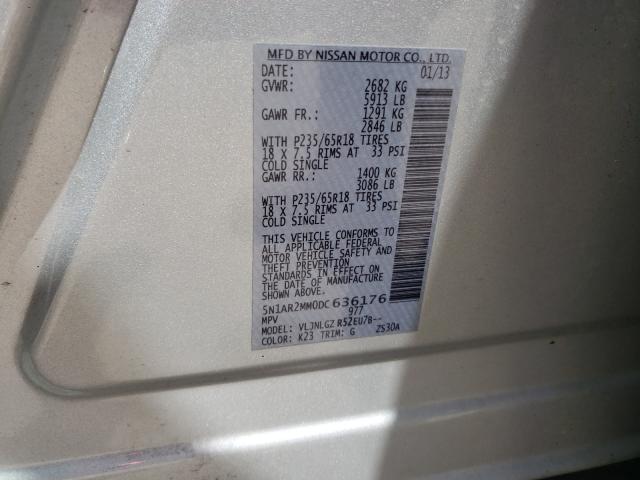 MFD BY NISSAN MOTOR CO., LTD.
DATE: 01/13
GVWR: 2682 KG
5913 LB
GAWR FR.: 1291 KG
2846 LB
WITH P235/65R18 TIRES
18 X 7.5 RIMS AT 33 PSI
COLD SINGLE
GAWR RR.: 1400 KG
3086 LB
WITH P235/65R18 TIRES
18 X 7.5 RIMS AT 33 PSI
COLD SINGLE
THIS VEHICLE CONFORMS TO
ALL APPLICABLE FEDERAL
MOTOR VEHICLE SAFETY AND
THEFT PREVENTION
STANDARDS IN EFFECT ON
THE DATE OF MANUFACTURE
SHOWN ABOVE.
5N1AR2MM0DC636176
MPV 977
MODEL: VLJNLGZ R52EU7B--
COLOR: K23 TRIM: G ZS30A